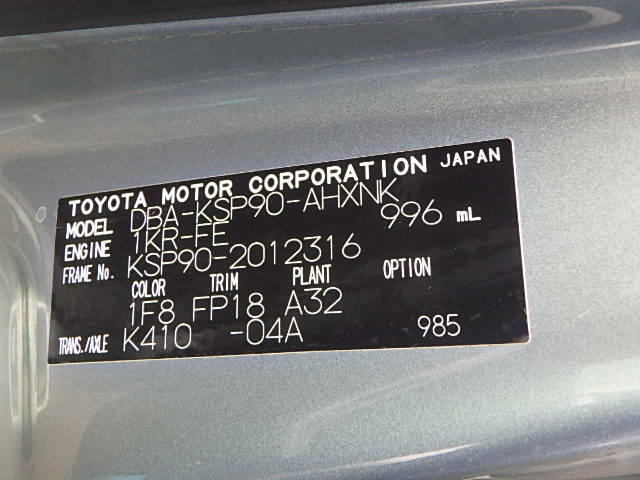 TOYOTA MOTOR CORPORATION JAPAN
MODEL DBA-KSP90-AHXNK
ENGINE 1KR-FE 996 mL
FRAME No. KSP90-2012316
COLOR TRIM PLANT OPTION
1F8 FP18 A32
TRANS./AXLE K410 -04A 985